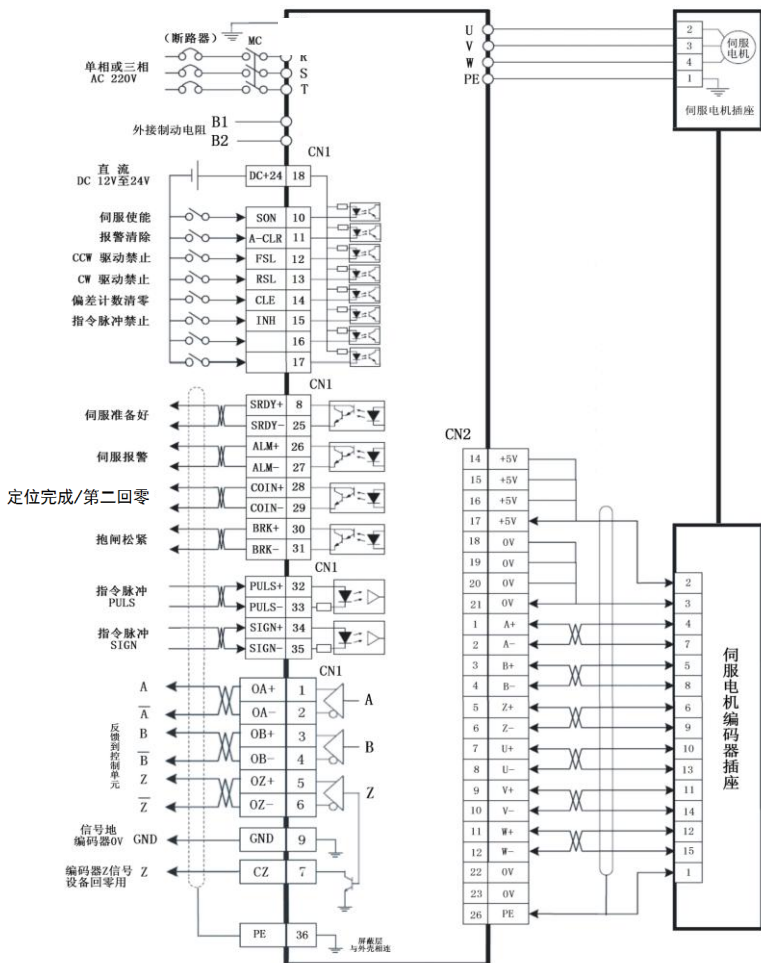 （断路器） MC
单相或三相
AC 220V
R
S
T
外接制动电阻 B1
B2
U
V
W
PE
2
3
4
1
伺服
电机
伺服电机插座
CN1
直 流
DC 12V至24V
DC+24 18
伺服使能 SON 10
报警清除 A-CLR 11
CCW 驱动禁止 FSL 12
CW 驱动禁止 RSL 13
偏差计数清零 CLE 14
指令脉冲禁止 INH 15
16
17
CN1
伺服准备好
SRDY+ 8
SRDY- 25
伺服报警
ALM+ 26
ALM- 27
定位完成/第二回零
COIN+ 28
COIN- 29
抱闸松紧
BRK+ 30
BRK- 31
CN1
指令脉冲
PULS
PULS+ 32
PULS- 33
指令脉冲
SIGN
SIGN+ 34
SIGN- 35
CN1
反馈到控制单元
A OA+ 1
A OA- 2
A
B OB+ 3
B OB- 4
B
Z OZ+ 5
Z OZ- 6
Z
信号地
编码器0V
GND GND 9
编码器Z信号
设备回零用
Z CZ 7
PE 36
屏蔽层
与外壳相连
CN2
14 +5V
15 +5V
16 +5V
17 +5V
18 0V
19 0V
20 0V
21 0V
1 A+
2 A-
3 B+
4 B-
5 Z+
6 Z-
7 U+
8 U-
9 V+
10 V-
11 W+
12 W-
22 0V
23 0V
26 PE
2
3
4
7
5
8
6
9
10
13
11
14
12
15
1
伺服电机编码器插座